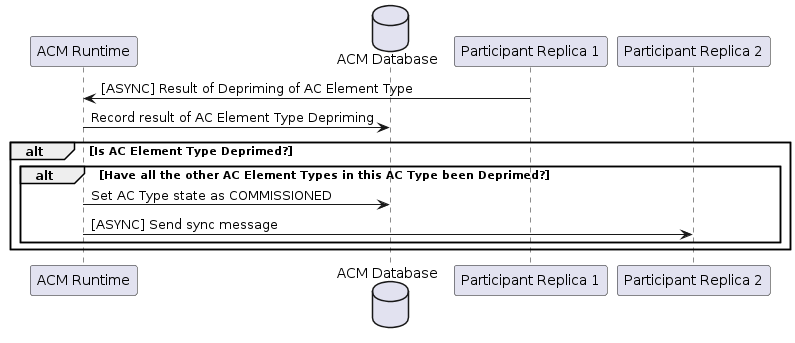 ACM Runtime
ACM Database
Participant Replica 1
Participant Replica 2
[ASYNC] Result of Depriming of AC Element Type
Record result of AC Element Type Depriming
alt [Is AC Element Type Deprimed?]
alt [Have all the other AC Element Types in this AC Type been Deprimed?]
Set AC Type state as COMMISSIONED
[ASYNC] Send sync message
ACM Runtime
ACM Database
Participant Replica 1
Participant Replica 2